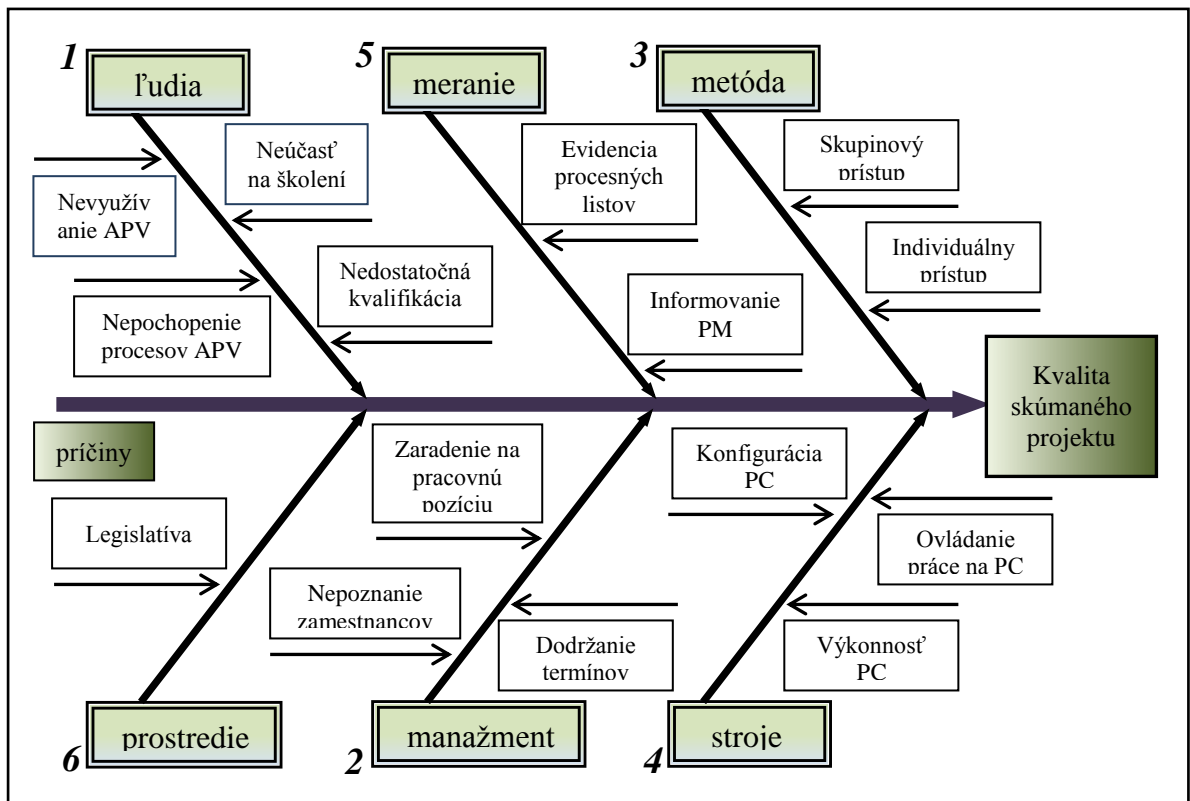 1
ľudia
5
meranie
3
metóda
Neúčasť
na školení
Evidencia
procesných
listov
Skupinový
prístup
Nevyužív
anie APV
Individuálny
prístup
Nedostatočná
kvalifikácia
Informovanie
PM
Nepochopenie
procesov APV
Kvalita
skúmaného
projektu
príčiny
Zaradenie na
pracovnú
pozíciu
Konfigurácia
PC
Legislatíva
Ovládanie
práce na PC
Nepoznanie
zamestnancov
Dodržanie
termínov
Výkonnosť
PC
6
prostredie
2
manažment
4
stroje